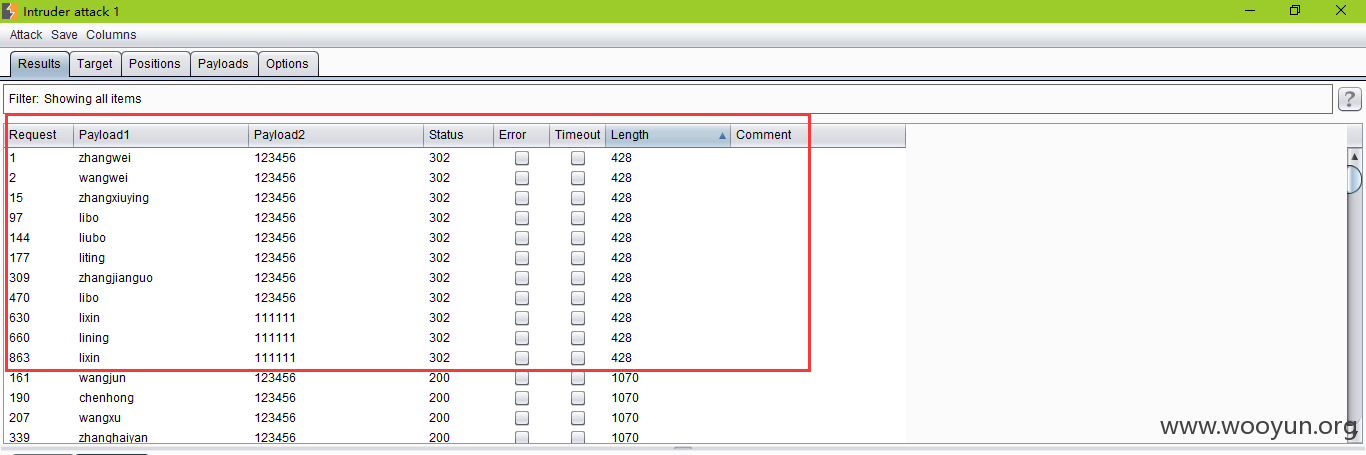 Intruder attack 1
Attack Save Columns
Results Target Positions Payloads Options
Filter: Showing all items ?
Request Payload1 Payload2 Status Error Timeout Length Comment
1 zhangwei 123456 302 428
2 wangwei 123456 302 428
15 zhangxiuying 123456 302 428
97 libo 123456 302 428
144 liubo 123456 302 428
177 liting 123456 302 428
309 zhangjianguo 123456 302 428
470 libo 123456 302 428
630 lixin 111111 302 428
660 lining 111111 302 428
863 lixin 111111 302 428
161 wangjun 123456 200 1070
190 chenhong 123456 200 1070
207 wangxu 123456 200 1070
339 zhanghaiyan 123456 200 1070
www.wooyun.org